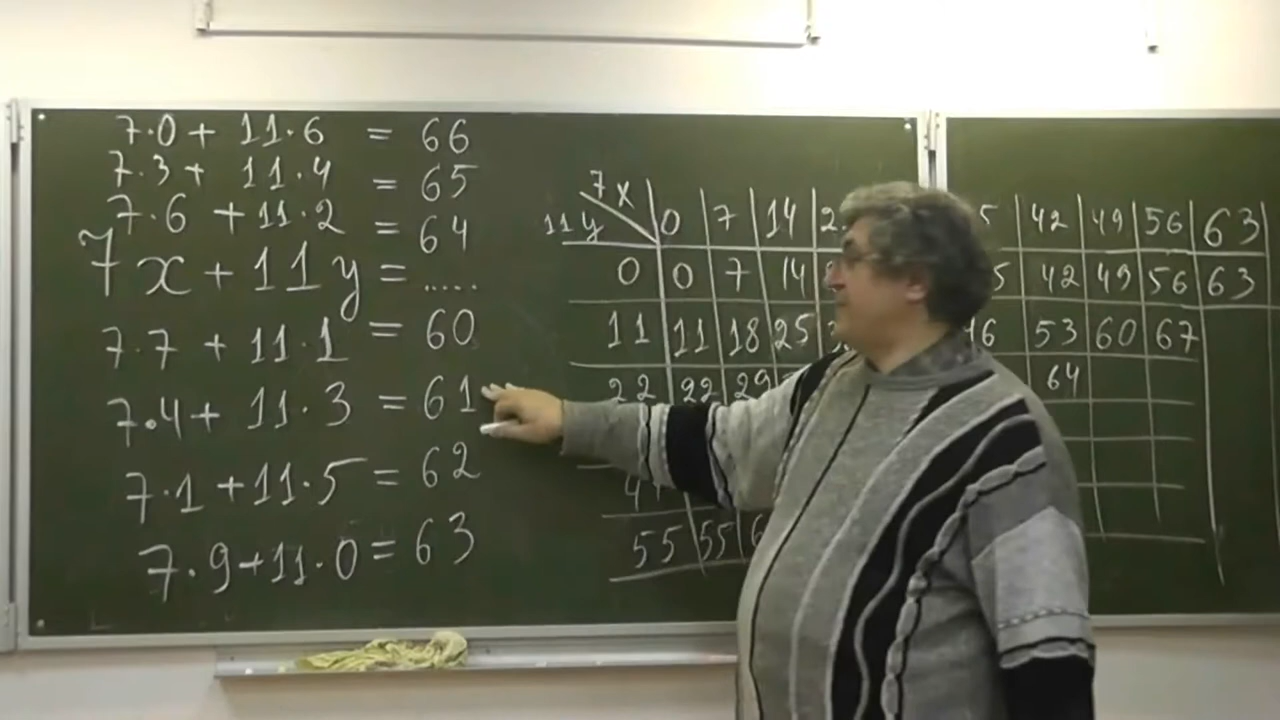 7·0 + 11·6 = 66
7·3 + 11·4 = 65
7·6 + 11·2 = 64
7x + 11y = .....
7·7 + 11·1 = 60
7·4 + 11·3 = 61
7·1 + 11·5 = 62
7·9 + 11·0 = 63
7x
11y 0 7 14 42 49 56 63
0 0 7 14 42 49 56 63
11 11 18 25 53 60 67
22 22 29 64
55 55